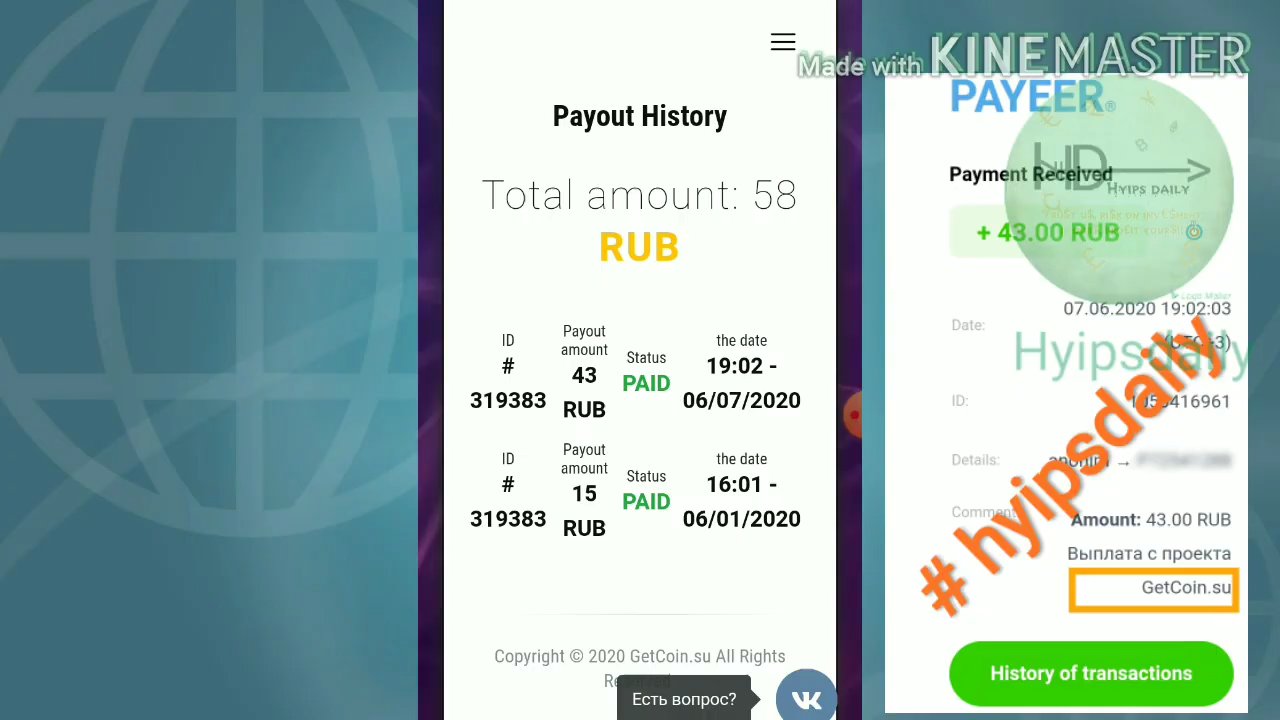 Payout History
Total amount: 58
RUB
ID
#
319383
Payout
amount
43
RUB
Status
PAID
the date
19:02 -
06/07/2020
ID
#
319383
Payout
amount
15
RUB
Status
PAID
the date
16:01 -
06/01/2020
Copyright © 2020 GetCoin.su All Rights
Есть вопрос?
Made with KINEMASTER
PAYEER®
HD
HYIPS DAILY
Payment Received
+ 43.00 RUB
Date:
07.06.2020 19:02:03
Hyipsdaily
# hyipsdaily
ID:
Details:
Comment
Amount: 43.00 RUB
Выплата с проекта
GetCoin.su
History of transactions